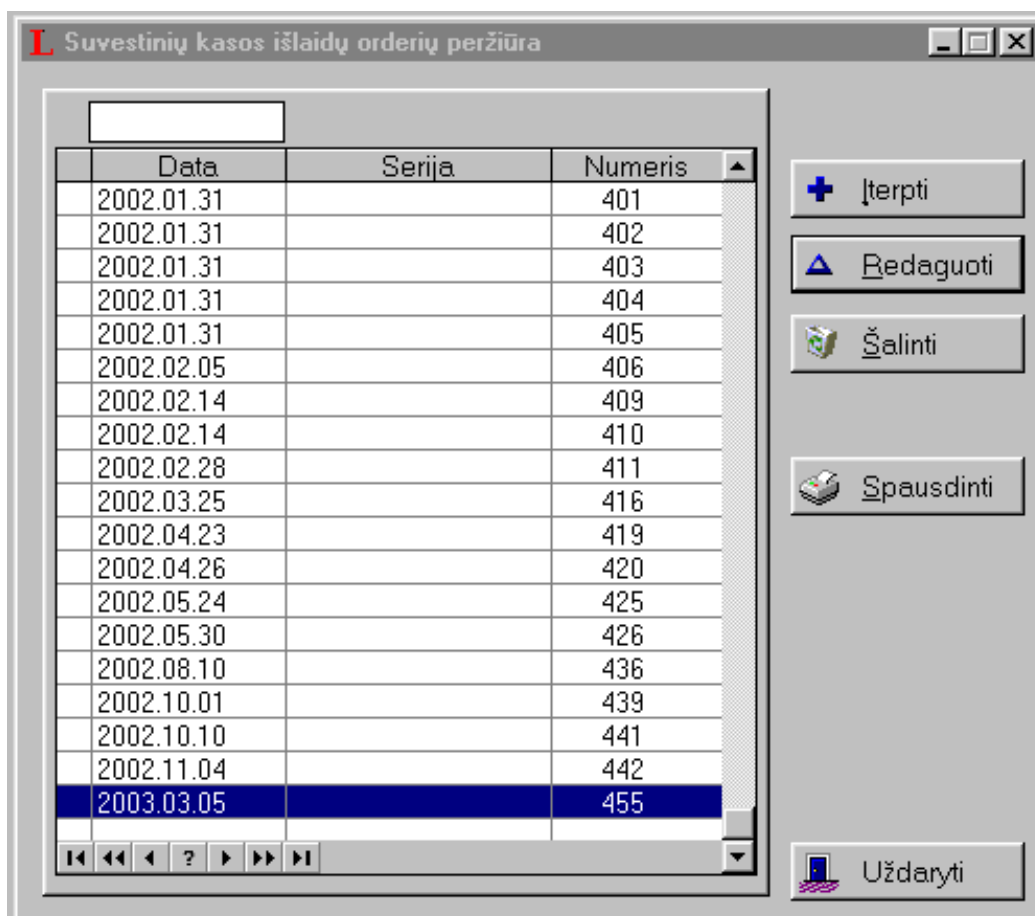 L Suvestinių kasos išlaidų orderių peržiūra
Data Serija Numeris
2002.01.31 401
2002.01.31 402
2002.01.31 403
2002.01.31 404
2002.01.31 405
2002.02.05 406
2002.02.14 409
2002.02.14 410
2002.02.28 411
2002.03.25 416
2002.04.23 419
2002.04.26 420
2002.05.24 425
2002.05.30 426
2002.08.10 436
2002.10.01 439
2002.10.10 441
2002.11.04 442
2003.03.05 455
?
Įterpti
Redaguoti
Šalinti
Spausdinti
Uždaryti